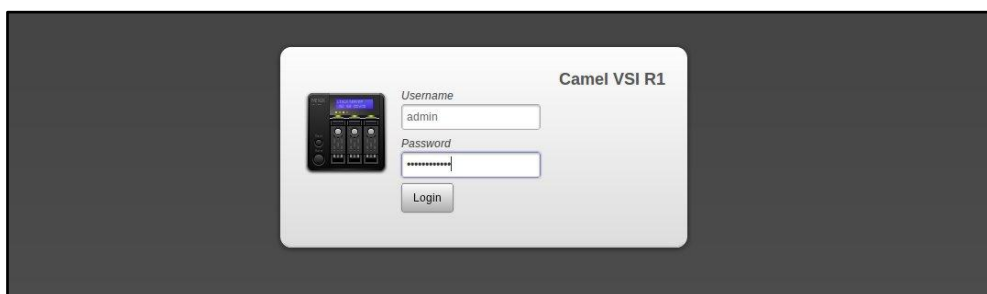 Camel VSI R1
Username
admin
Password
••••••••••••
Login